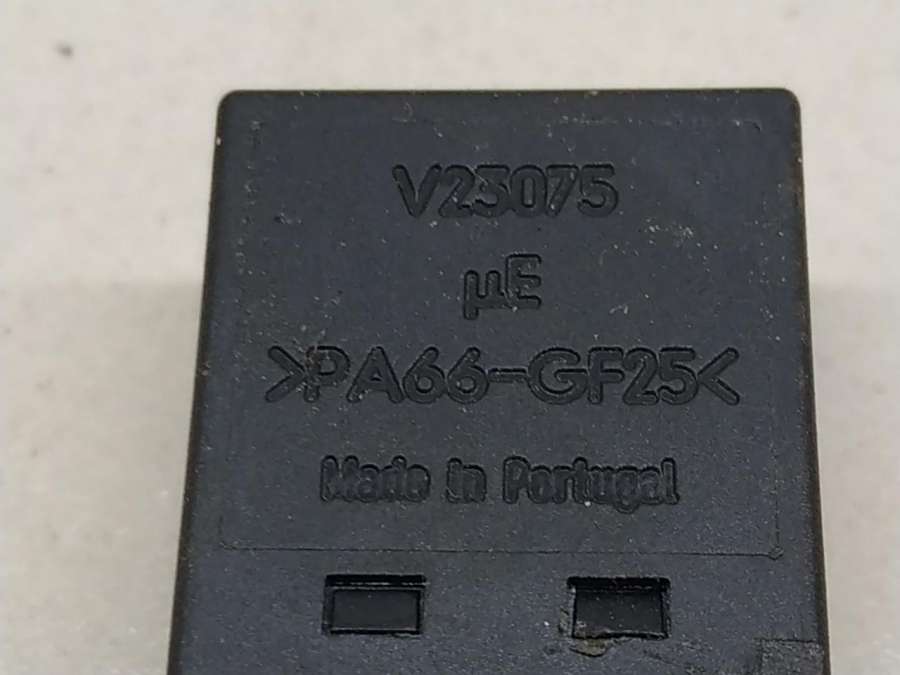 V23075
µE
>PA66-GF25<
Made in Portugal